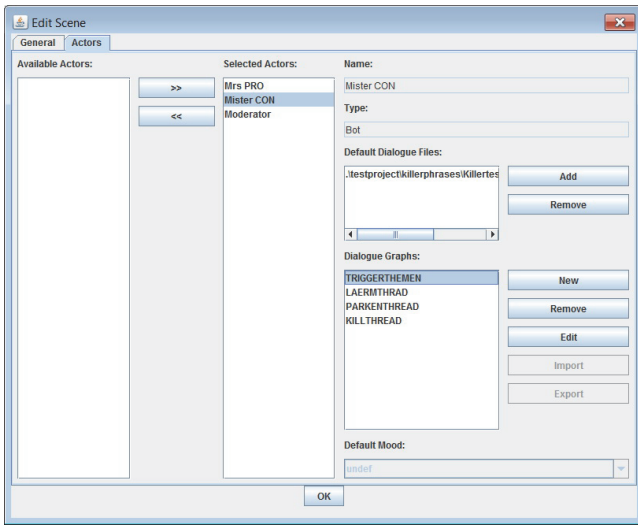 Edit Scene
General Actors
Available Actors:
>>
<<
Selected Actors:
Mrs PRO
Mister CON
Moderator
Name:
Mister CON
Type:
Bot
Default Dialogue Files:
.\testproject\killerphrases\Killertes
Add
Remove
Dialogue Graphs:
TRIGGERTHEMEN
LAERMTHRAD
PARKENTHREAD
KILLTHREAD
New
Remove
Edit
Import
Export
Default Mood:
undef
OK